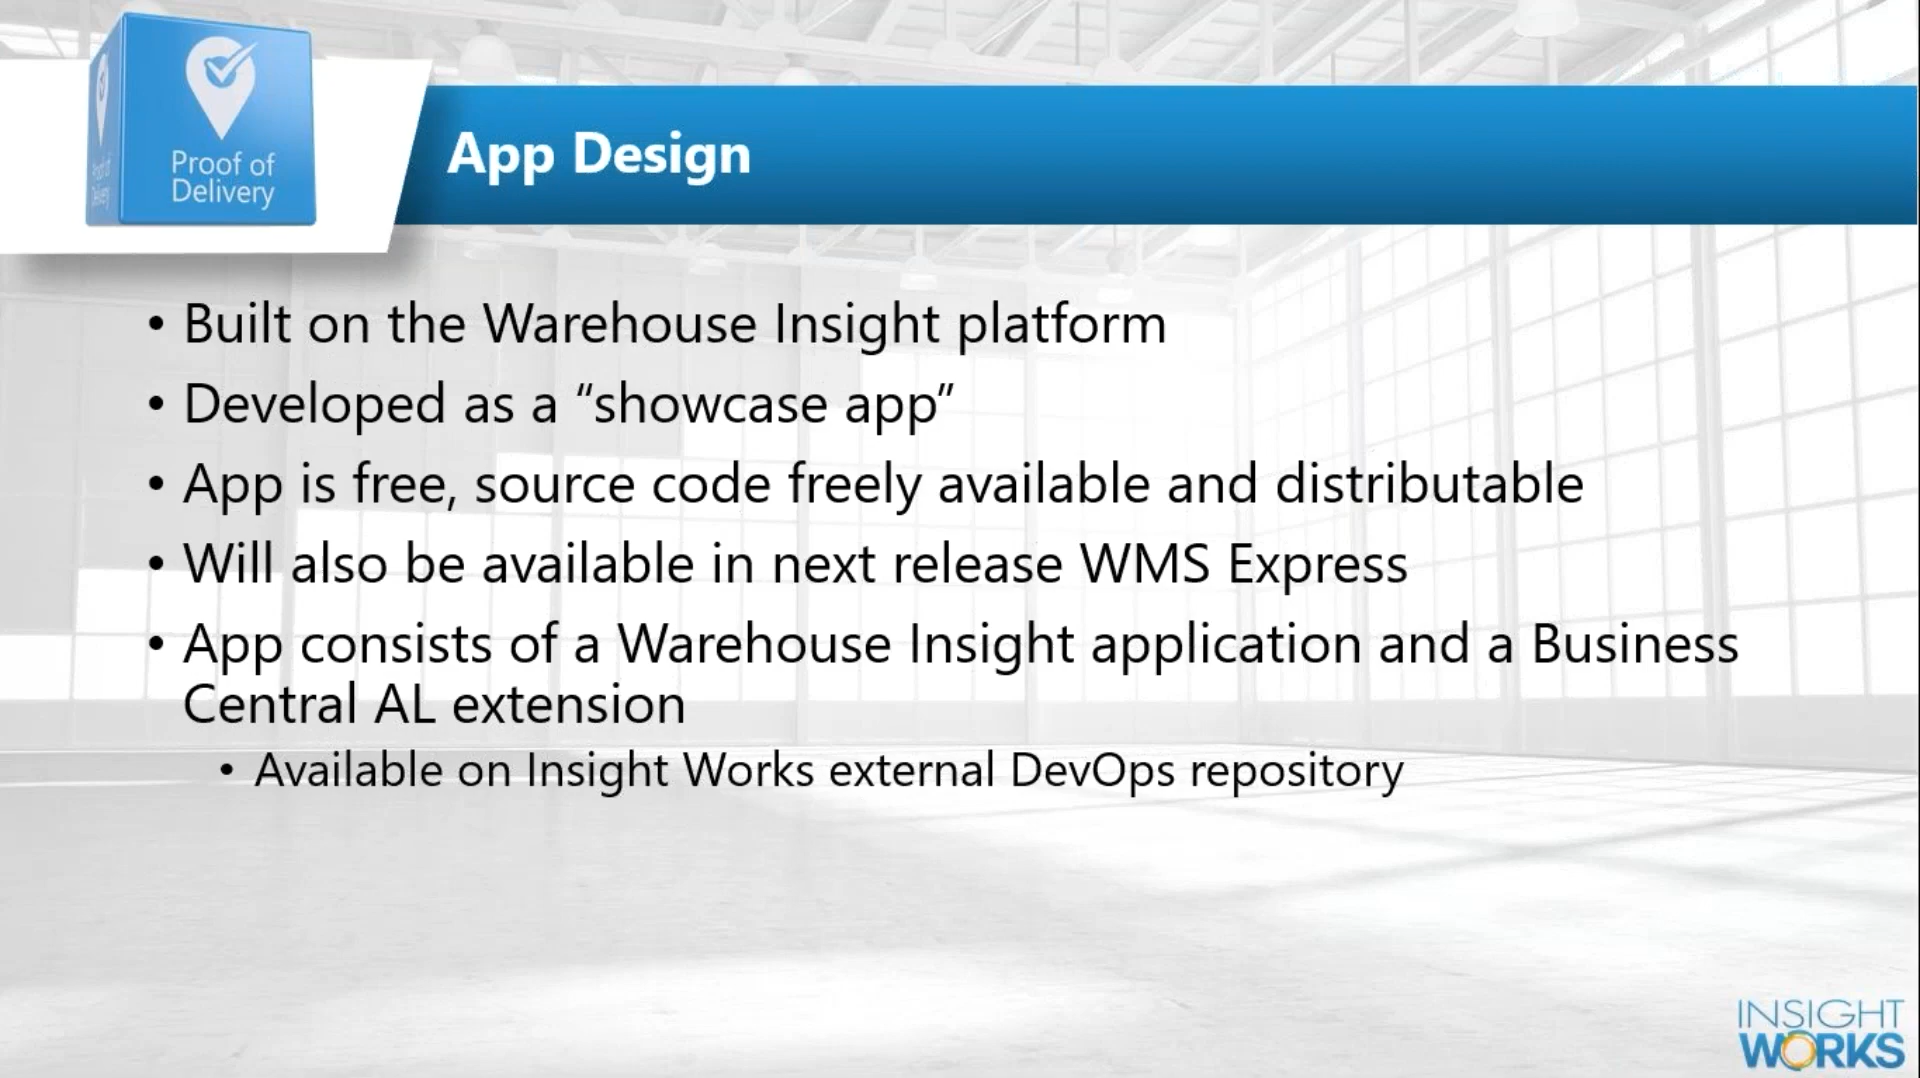 Proof of
Delivery
App Design
• Built on the Warehouse Insight platform
• Developed as a “showcase app”
• App is free, source code freely available and distributable
• Will also be available in next release WMS Express
• App consists of a Warehouse Insight application and a Business
Central AL extension
• Available on Insight Works external DevOps repository
INSIGHT
WORKS